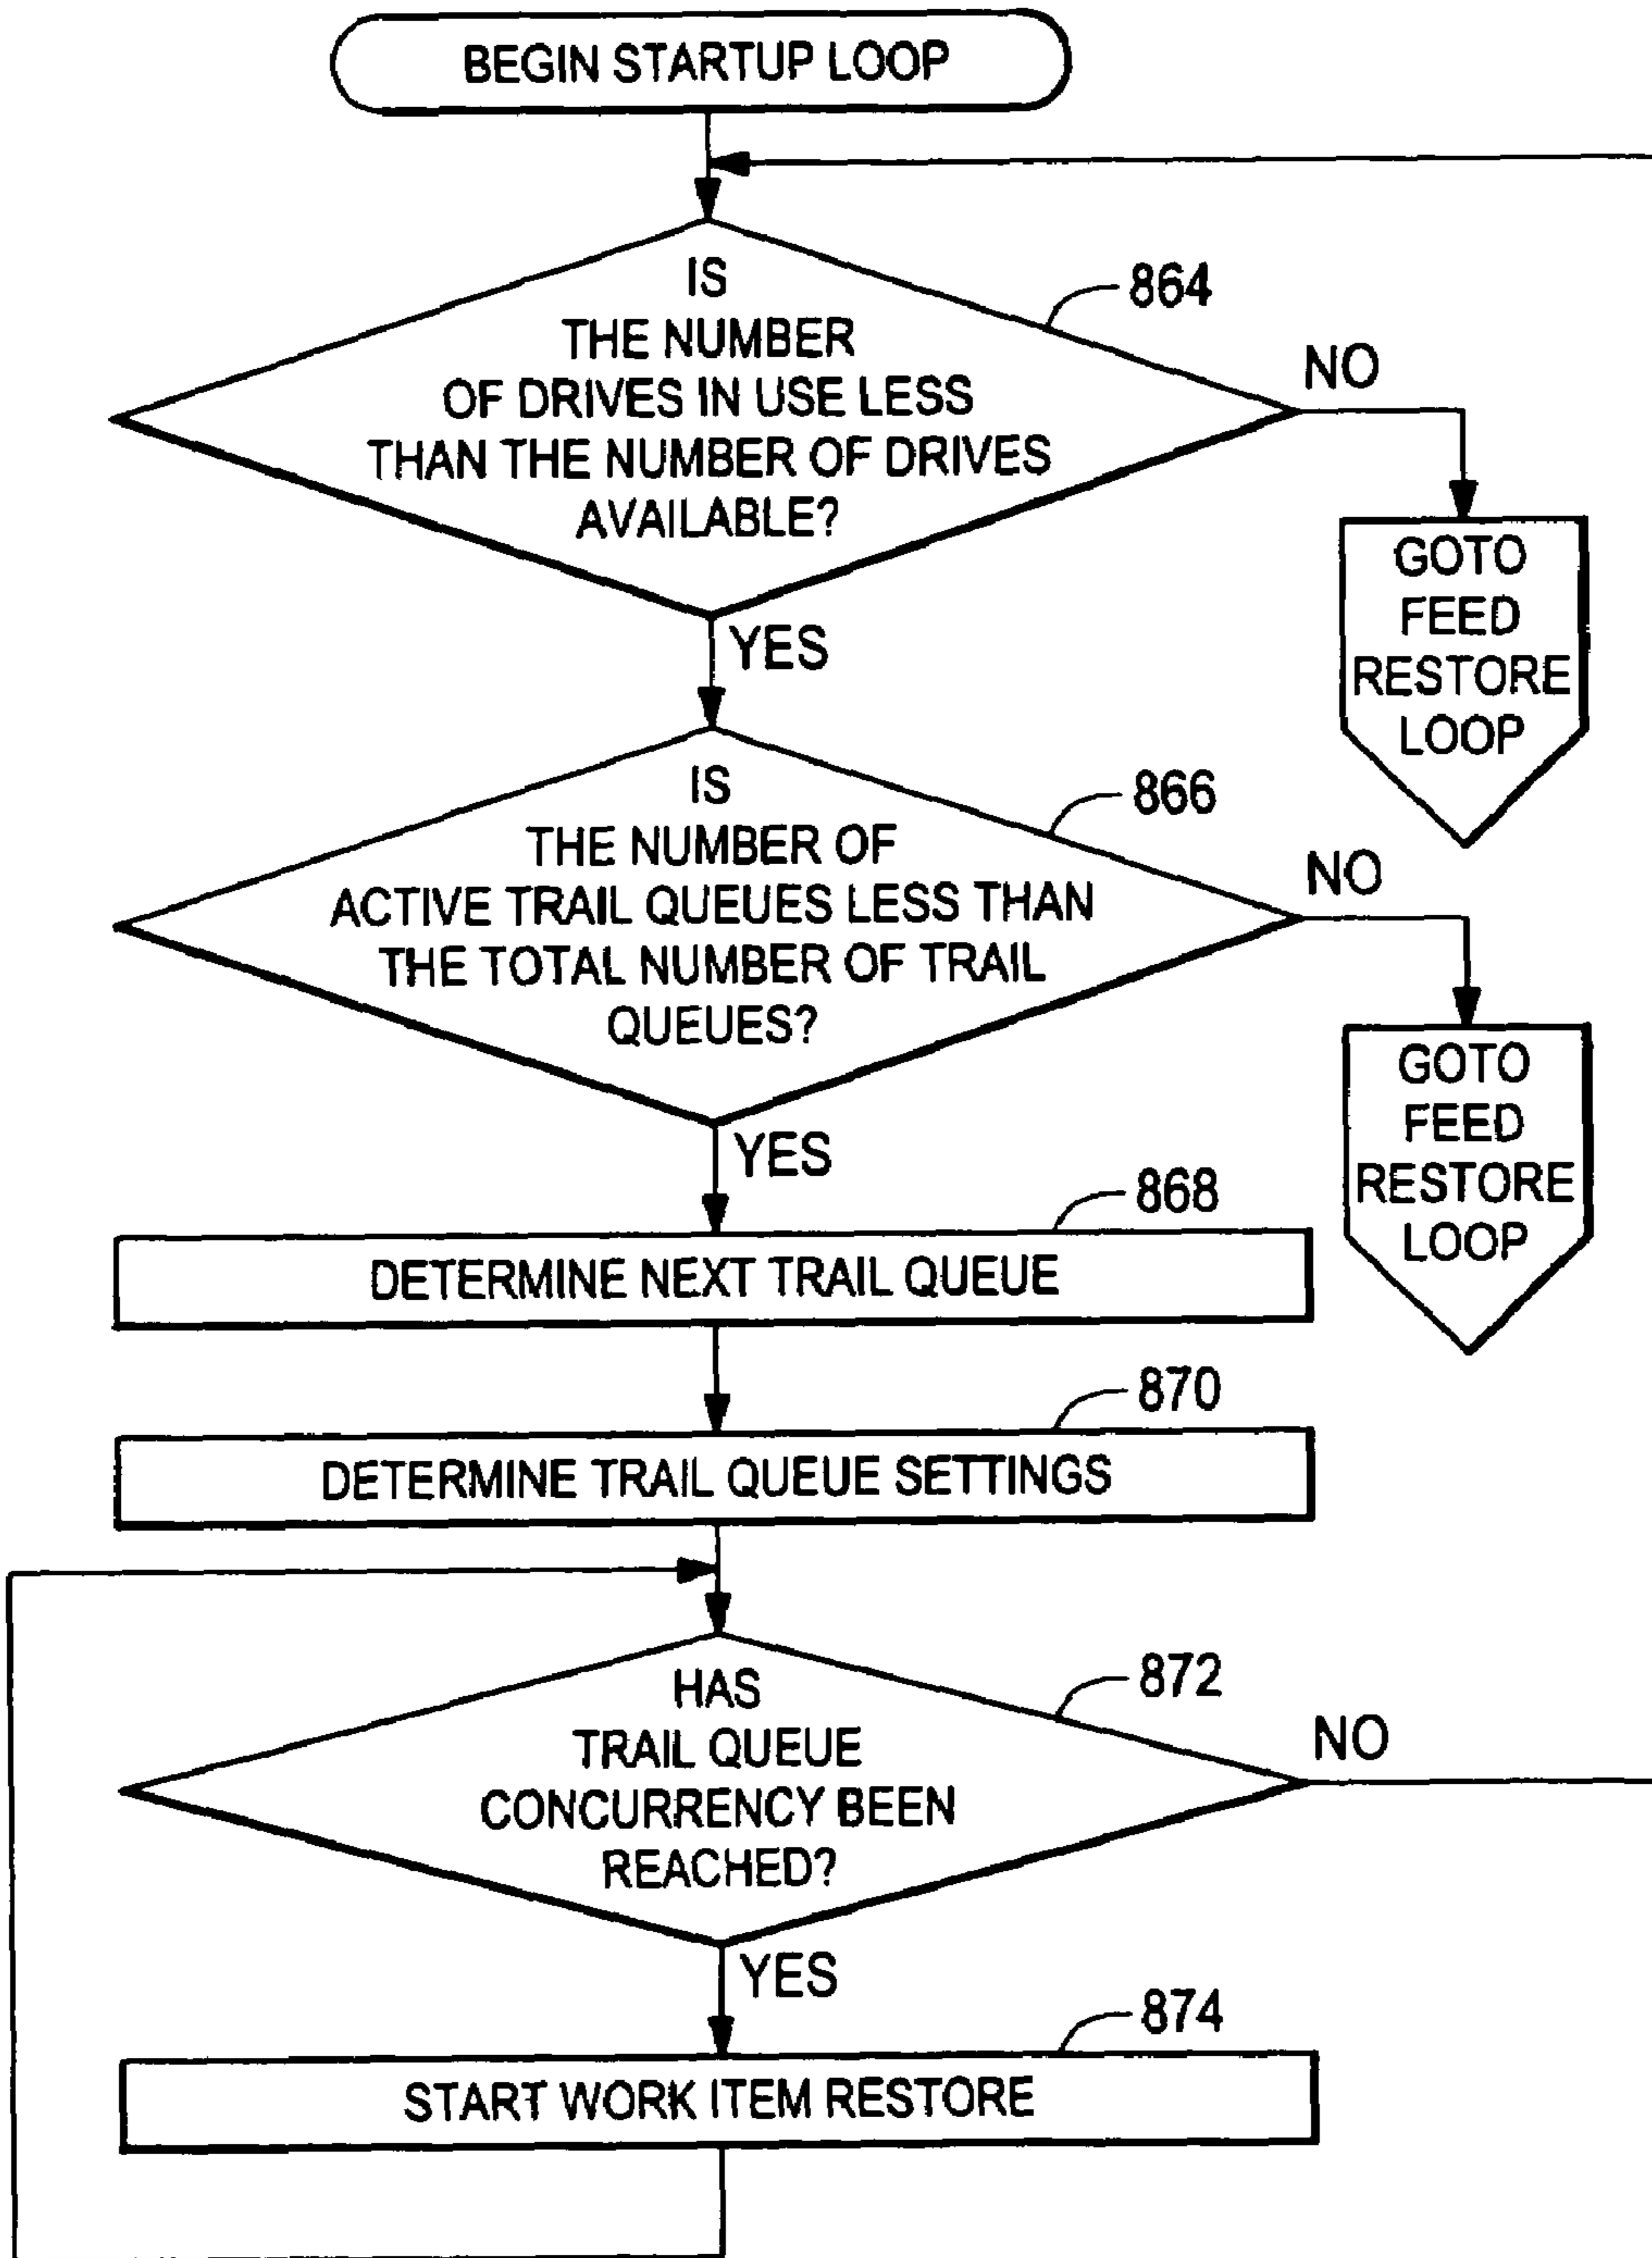 BEGIN STARTUP LOOP
IS
THE NUMBER
OF DRIVES IN USE LESS
THAN THE NUMBER OF DRIVES
AVAILABLE?
864
NO
GOTO
FEED
RESTORE
LOOP
YES
IS
THE NUMBER OF
ACTIVE TRAIL QUEUES LESS THAN
THE TOTAL NUMBER OF TRAIL
QUEUES?
866
NO
GOTO
FEED
RESTORE
LOOP
YES
868
DETERMINE NEXT TRAIL QUEUE
870
DETERMINE TRAIL QUEUE SETTINGS
HAS
TRAIL QUEUE
CONCURRENCY BEEN
REACHED?
872
NO
YES
874
START WORK ITEM RESTORE